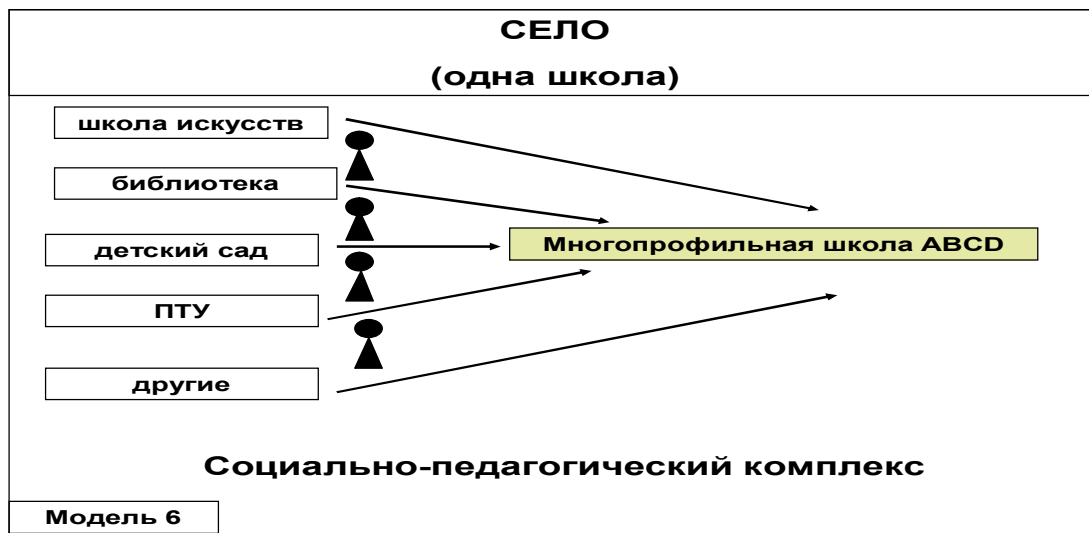 СЕЛО
(одна школа)
школа искусств
библиотека
детский сад
Многопрофильная школа ABCD
ПТУ
другие
Социально-педагогический комплекс
Модель 6